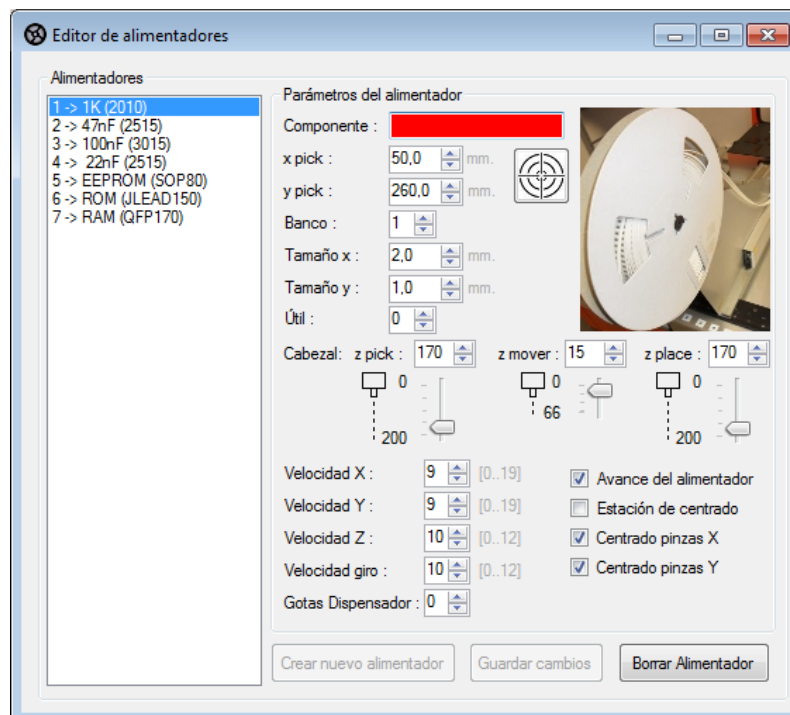 Editor de alimentadores
Alimentadores
1 -> 1K (2010)
2 -> 47nF (2515)
3 -> 100nF (3015)
4 -> 22nF (2515)
5 -> EEPROM (SOP80)
6 -> ROM (JLEAD150)
7 -> RAM (QFP170)
Parámetros del alimentador
Componente :
x pick : 50,0 mm.
y pick : 260,0 mm.
Banco : 1
Tamaño x : 2,0 mm.
Tamaño y : 1,0 mm.
Útil : 0
Cabezal: z pick : 170 z mover : 15 z place : 170
0 0 0
200 66 200
Velocidad X : 9 [0..19]
Velocidad Y : 9 [0..19]
Velocidad Z : 10 [0..12]
Velocidad giro : 10 [0..12]
Gotas Dispensador : 0
Avance del alimentador
Estación de centrado
Centrado pinzas X
Centrado pinzas Y
Crear nuevo alimentador Guardar cambios Borrar Alimentador